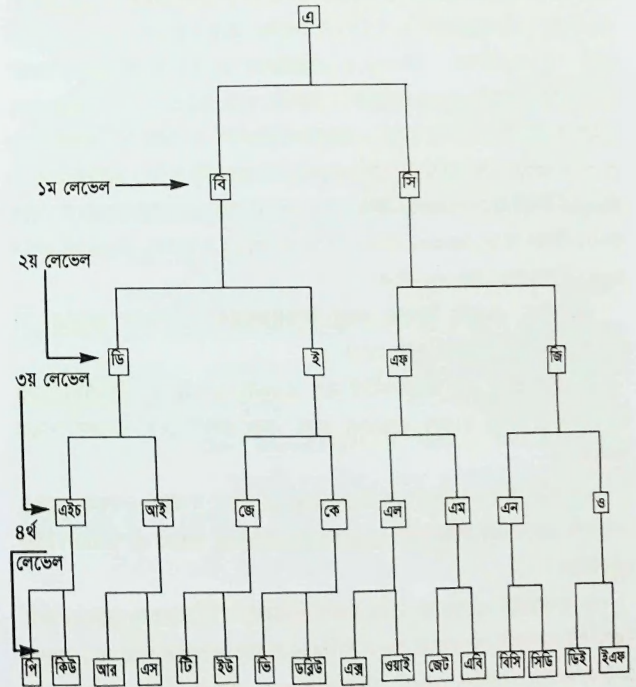 এ
১ম লেভেল
বি
সি
২য় লেভেল
ডি
ই
এফ
জি
৩য় লেভেল
এইচ
আই
জে
কে
এল
এম
এন
ও
৪র্থ
লেভেল
পি
কিউ
আর
এস
টি
ইউ
ভি
ডব্লিউ
এক্স
ওয়াই
জেট
এবি
বিসি
সিডি
ডিই
ইএফ